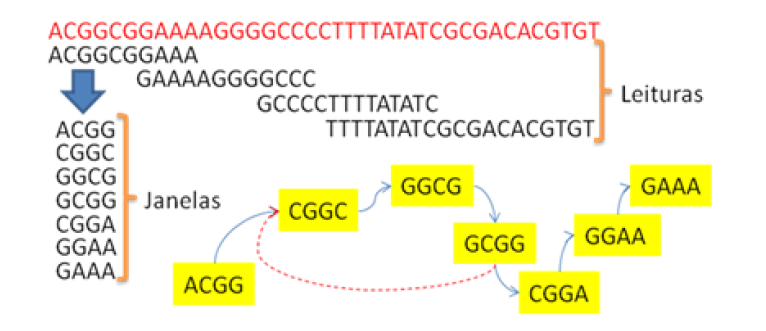 ACGGCGGAAAAGGGGCCCCTTTTATATCGCGACACGTGT
ACGGCGGAAA
GAAAAGGGGCCC
GCCCCTTTTATATC
TTTTATATCGCGACACGTGT
Leituras
ACGG
CGGC
GGCG
GCGG
CGGA
GGAA
GAAA
Janelas
ACGG
CGGC
GGCG
GCGG
CGGA
GGAA
GAAA